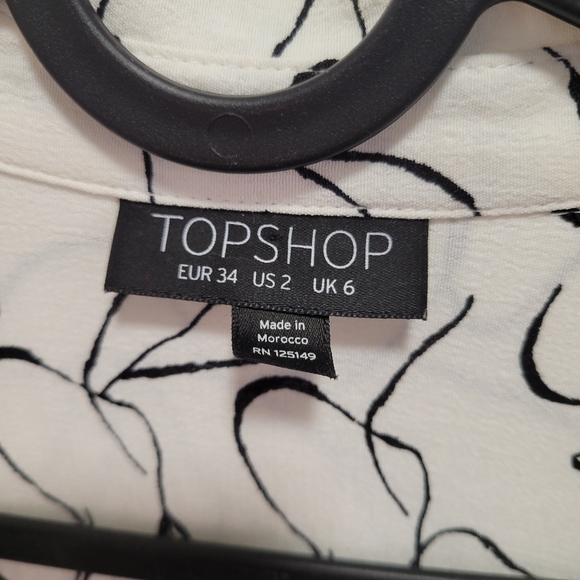 TOPSHOP
EUR 34 US 2 UK 6
Made in
Morocco
RN 125149